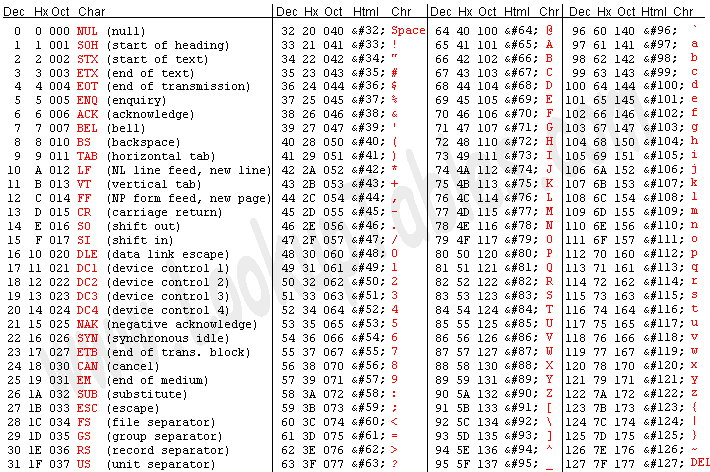 Dec Hx Oct Char Dec Hx Oct Html Chr Dec Hx Oct Html Chr Dec Hx Oct Html Chr
0 0 000 NUL (null) 32 20 040 &#32; Space 64 40 100 &#64; @ 96 60 140 &#96; `
1 1 001 SOH (start of heading) 33 21 041 &#33; ! 65 41 101 &#65; A 97 61 141 &#97; a
2 2 002 STX (start of text) 34 22 042 &#34; " 66 42 102 &#66; B 98 62 142 &#98; b
3 3 003 ETX (end of text) 35 23 043 &#35; # 67 43 103 &#67; C 99 63 143 &#99; c
4 4 004 EOT (end of transmission) 36 24 044 &#36; $ 68 44 104 &#68; D 100 64 144 &#100; d
5 5 005 ENQ (enquiry) 37 25 045 &#37; % 69 45 105 &#69; E 101 65 145 &#101; e
6 6 006 ACK (acknowledge) 38 26 046 &#38; & 70 46 106 &#70; F 102 66 146 &#102; f
7 7 007 BEL (bell) 39 27 047 &#39; ' 71 47 107 &#71; G 103 67 147 &#103; g
8 8 010 BS (backspace) 40 28 050 &#40; ( 72 48 110 &#72; H 104 68 150 &#104; h
9 9 011 TAB (horizontal tab) 41 29 051 &#41; ) 73 49 111 &#73; I 105 69 151 &#105; i
10 A 012 LF (NL line feed, new line) 42 2A 052 &#42; * 74 4A 112 &#74; J 106 6A 152 &#106; j
11 B 013 VT (vertical tab) 43 2B 053 &#43; + 75 4B 113 &#75; K 107 6B 153 &#107; k
12 C 014 FF (NP form feed, new page) 44 2C 054 &#44; , 76 4C 114 &#76; L 108 6C 154 &#108; l
13 D 015 CR (carriage return) 45 2D 055 &#45; - 77 4D 115 &#77; M 109 6D 155 &#109; m
14 E 016 SO (shift out) 46 2E 056 &#46; . 78 4E 116 &#78; N 110 6E 156 &#110; n
15 F 017 SI (shift in) 47 2F 057 &#47; / 79 4F 117 &#79; O 111 6F 157 &#111; o
16 10 020 DLE (data link escape) 48 30 060 &#48; 0 80 50 120 &#80; P 112 70 160 &#112; p
17 11 021 DC1 (device control 1) 49 31 061 &#49; 1 81 51 121 &#81; Q 113 71 161 &#113; q
18 12 022 DC2 (device control 2) 50 32 062 &#50; 2 82 52 122 &#82; R 114 72 162 &#114; r
19 13 023 DC3 (device control 3) 51 33 063 &#51; 3 83 53 123 &#83; S 115 73 163 &#115; s
20 14 024 DC4 (device control 4) 52 34 064 &#52; 4 84 54 124 &#84; T 116 74 164 &#116; t
21 15 025 NAK (negative acknowledge) 53 35 065 &#53; 5 85 55 125 &#85; U 117 75 165 &#117; u
22 16 026 SYN (synchronous idle) 54 36 066 &#54; 6 86 56 126 &#86; V 118 76 166 &#118; v
23 17 027 ETB (end of trans. block) 55 37 067 &#55; 7 87 57 127 &#87; W 119 77 167 &#119; w
24 18 030 CAN (cancel) 56 38 070 &#56; 8 88 58 130 &#88; X 120 78 170 &#120; x
25 19 031 EM (end of medium) 57 39 071 &#57; 9 89 59 131 &#89; Y 121 79 171 &#121; y
26 1A 032 SUB (substitute) 58 3A 072 &#58; : 90 5A 132 &#90; Z 122 7A 172 &#122; z
27 1B 033 ESC (escape) 59 3B 073 &#59; ; 91 5B 133 &#91; [ 123 7B 173 &#123; {
28 1C 034 FS (file separator) 60 3C 074 &#60; < 92 5C 134 &#92; \ 124 7C 174 &#124; |
29 1D 035 GS (group separator) 61 3D 075 &#61; = 93 5D 135 &#93; ] 125 7D 175 &#125; }
30 1E 036 RS (record separator) 62 3E 076 &#62; > 94 5E 136 &#94; ^ 126 7E 176 &#126; ~
31 1F 037 US (unit separator) 63 3F 077 &#63; ? 95 5F 137 &#95; _ 127 7F 177 &#127; DEL
www.LookupTables.com